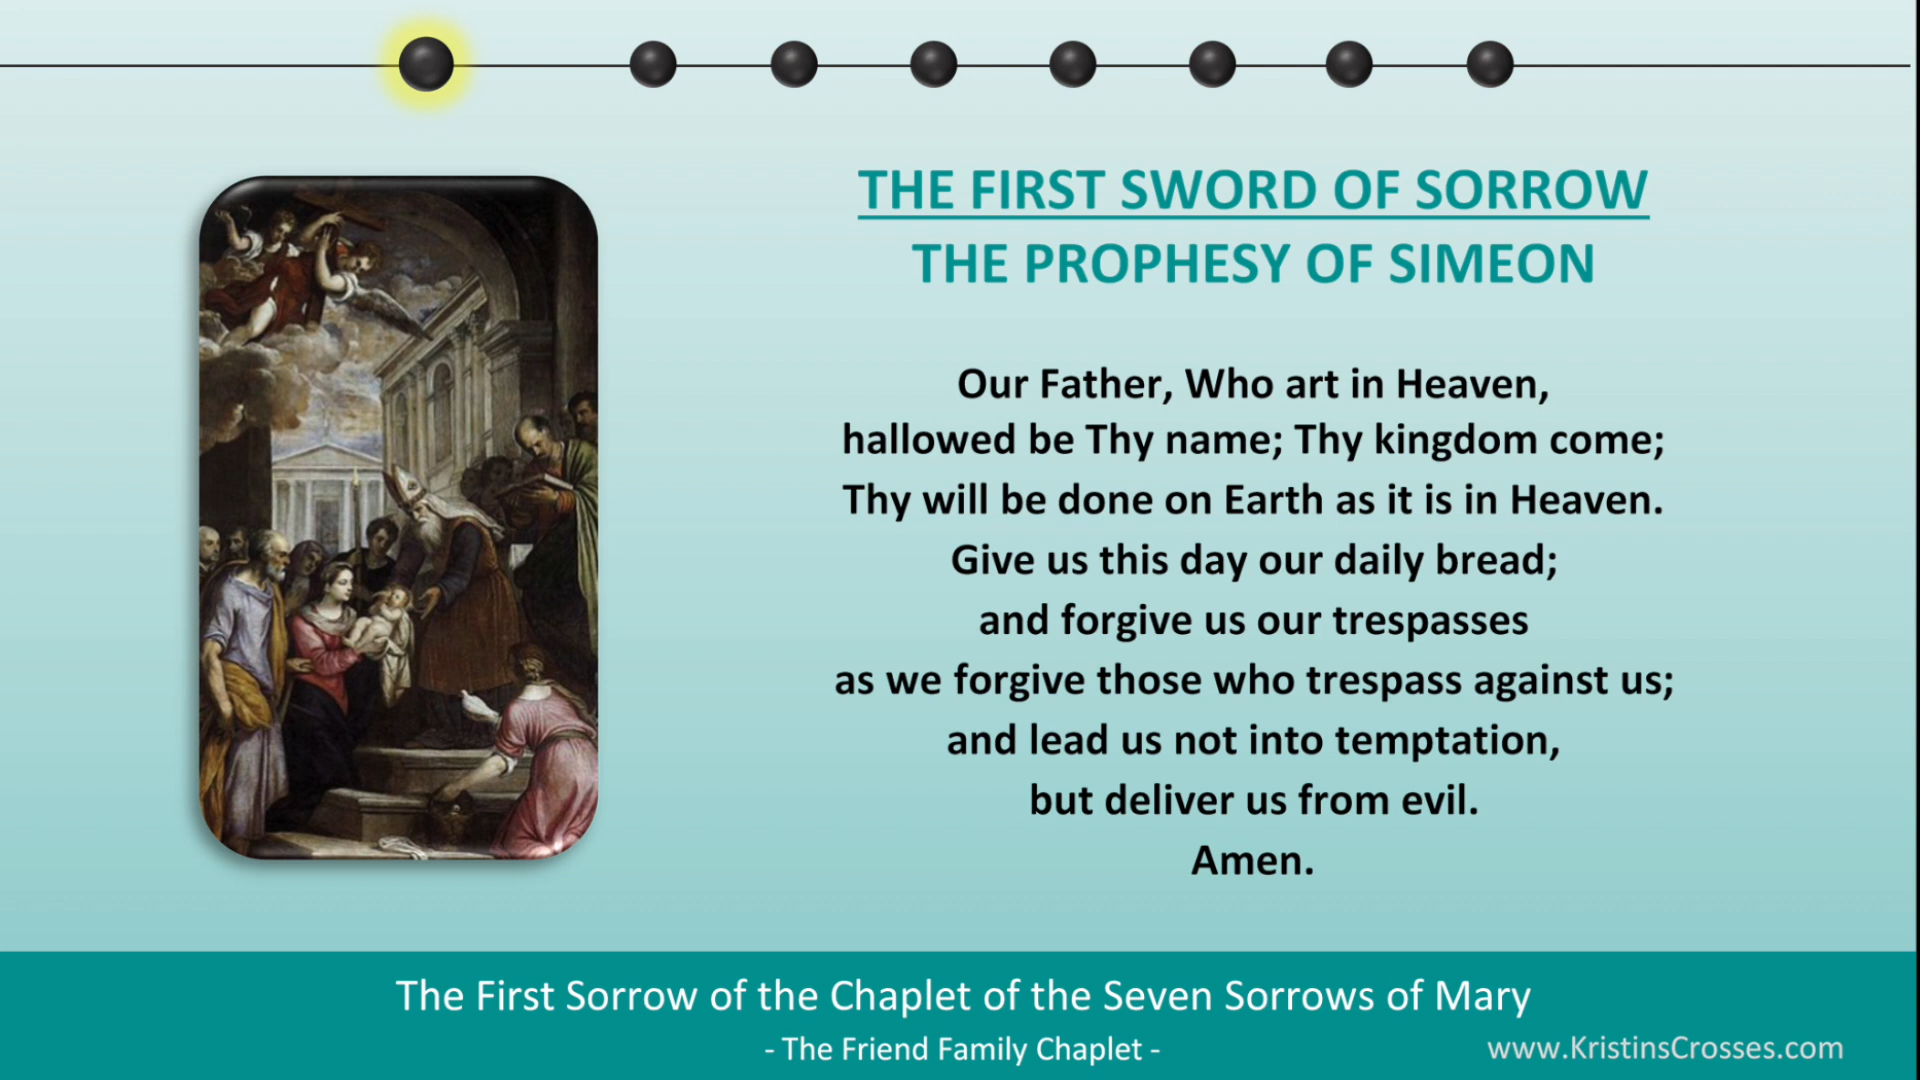 THE FIRST SWORD OF SORROW
THE PROPHESY OF SIMEON
Our Father, Who art in Heaven,
hallowed be Thy name; Thy kingdom come;
Thy will be done on Earth as it is in Heaven.
Give us this day our daily bread;
and forgive us our trespasses
as we forgive those who trespass against us;
and lead us not into temptation,
but deliver us from evil.
Amen.
The First Sorrow of the Chaplet of the Seven Sorrows of Mary
- The Friend Family Chaplet -
www.KristinsCrosses.com